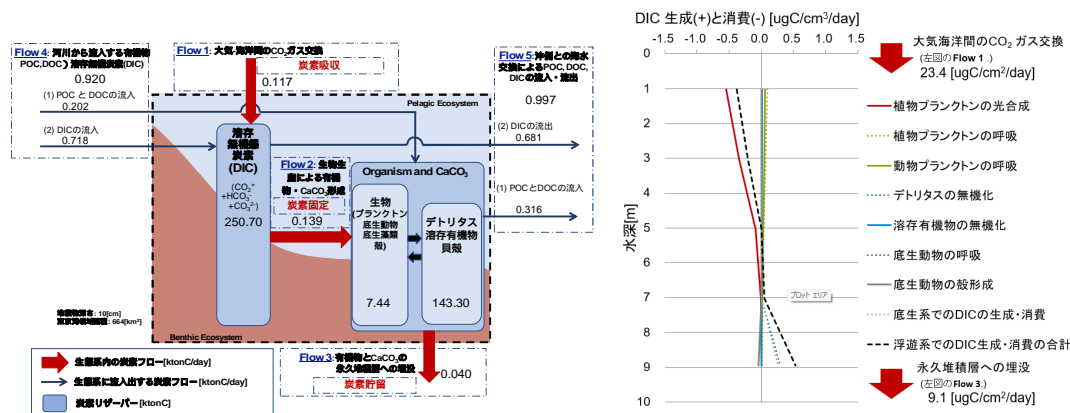 Flow 4: 河川から流入する有機物
POC,DOC) 溶存無機炭素(DIC)
0.920
(1) POC と DOCの流入
0.202
(2) DICの流入
0.718
Flow 1: 大気-海洋間のCO₂ガス交換
炭素吸収
0.117
Flow 5: 沖側との海水
交換によるPOC, DOC,
DICの流入・流出
0.997
(2) DICの流出
0.681
(1) POCとDOCの流入
0.316
Pelagic Ecosystem
溶存
無機態
炭素
(DIC)
(CO₂*
+HCO₃⁻
+CO₃²⁻)
250.70
Flow 2: 生物生
産による有機
物・CaCO₃形成
炭素固定
0.139
Organism and CaCO₃
生物
(プランクトン
底生動物
底生藻類
殻)
7.44
デトリタス
溶存有機物
貝殻
143.30
堆積物深さ: 10[cm]
東京湾領域面積: 664[km²]
Benthic Ecosystem
Flow 3: 有機物とCaCO₃の
永久堆積層への埋没
炭素貯留
0.040
生態系内の炭素フロー[ktonC/day]
生態系に流入出する炭素フロー[ktonC/day]
炭素リザーバー[ktonC]
DIC 生成(+)と消費(-) [ugC/cm³/day]
-1.5 -1.0 -0.5 0.0 0.5 1.0 1.5
0
1
2
3
4
5
6
7
8
9
10
水深[m]
プロット エリア
大気海洋間のCO₂ ガス交換
(左図のFlow 1.)
23.4 [ugC/cm²/day]
植物プランクトンの光合成
植物プランクトンの呼吸
動物プランクトンの呼吸
デトリタスの無機化
溶存有機物の無機化
底生動物の呼吸
底生動物の殻形成
底生系でのDICの生成・消費
浮遊系でのDIC生成・消費の合計
永久堆積層への埋没
(左図のFlow 3.)
9.1 [ugC/cm²/day]